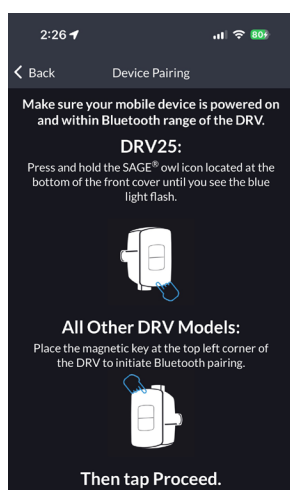 2:26
80
Back
Device Pairing
Make sure your mobile device is powered on
and within Bluetooth range of the DRV.
DRV25:
Press and hold the SAGE® owl icon located at the
bottom of the front cover until you see the blue
light flash.
All Other DRV Models:
Place the magnetic key at the top left corner of
the DRV to initiate Bluetooth pairing.
Then tap Proceed.